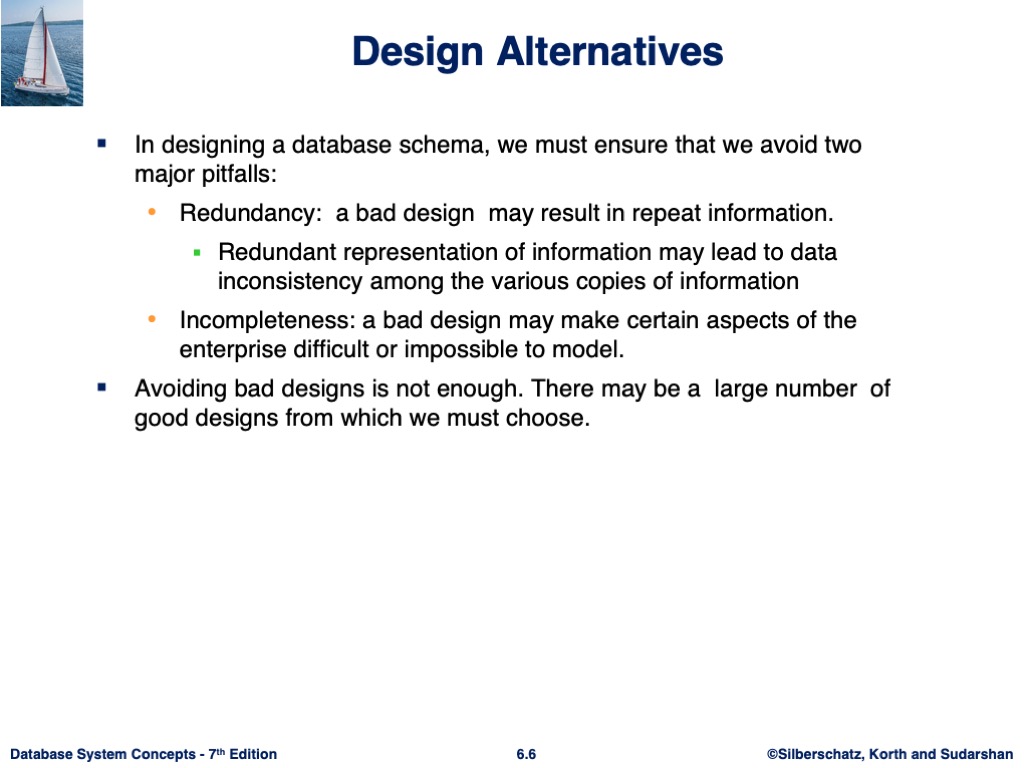 Design Alternatives
▪ In designing a database schema, we must ensure that we avoid two
major pitfalls:
• Redundancy:  a bad design  may result in repeat information.
▪ Redundant representation of information may lead to data
inconsistency among the various copies of information
• Incompleteness: a bad design may make certain aspects of the
enterprise difficult or impossible to model.
▪ Avoiding bad designs is not enough. There may be a  large number  of
good designs from which we must choose.
Database System Concepts - 7th Edition 6.6 ©Silberschatz, Korth and Sudarshan